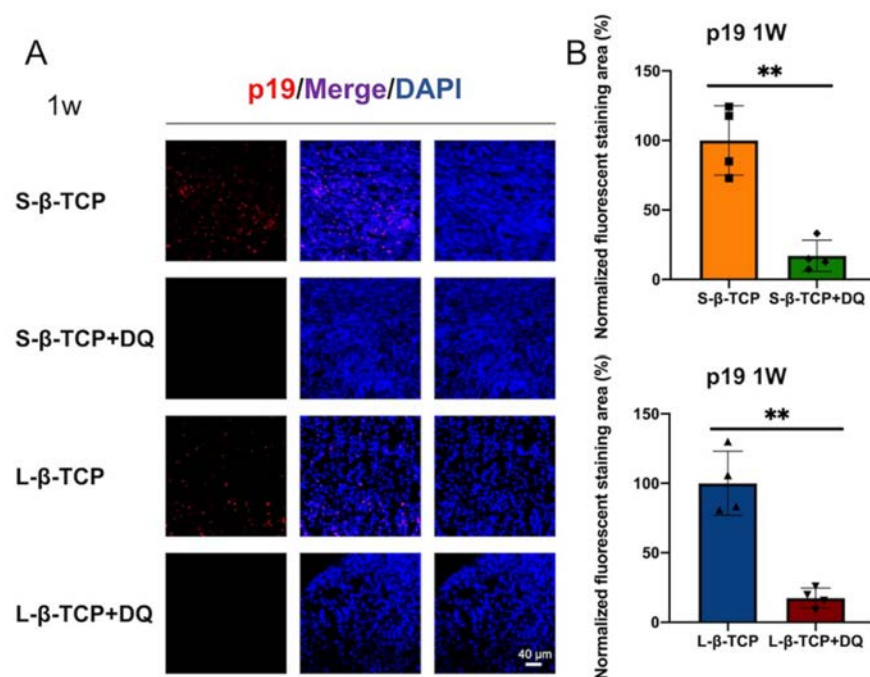 A
1w
p19/Merge/DAPI
S-β-TCP
S-β-TCP+DQ
L-β-TCP
L-β-TCP+DQ
40 μm
B
p19 1W
Normalized fluorescent staining area (%)
**
150
100
50
0
S-β-TCP S-β-TCP+DQ
p19 1W
Normalized fluorescent staining area (%)
**
150
100
50
0
L-β-TCP L-β-TCP+DQ